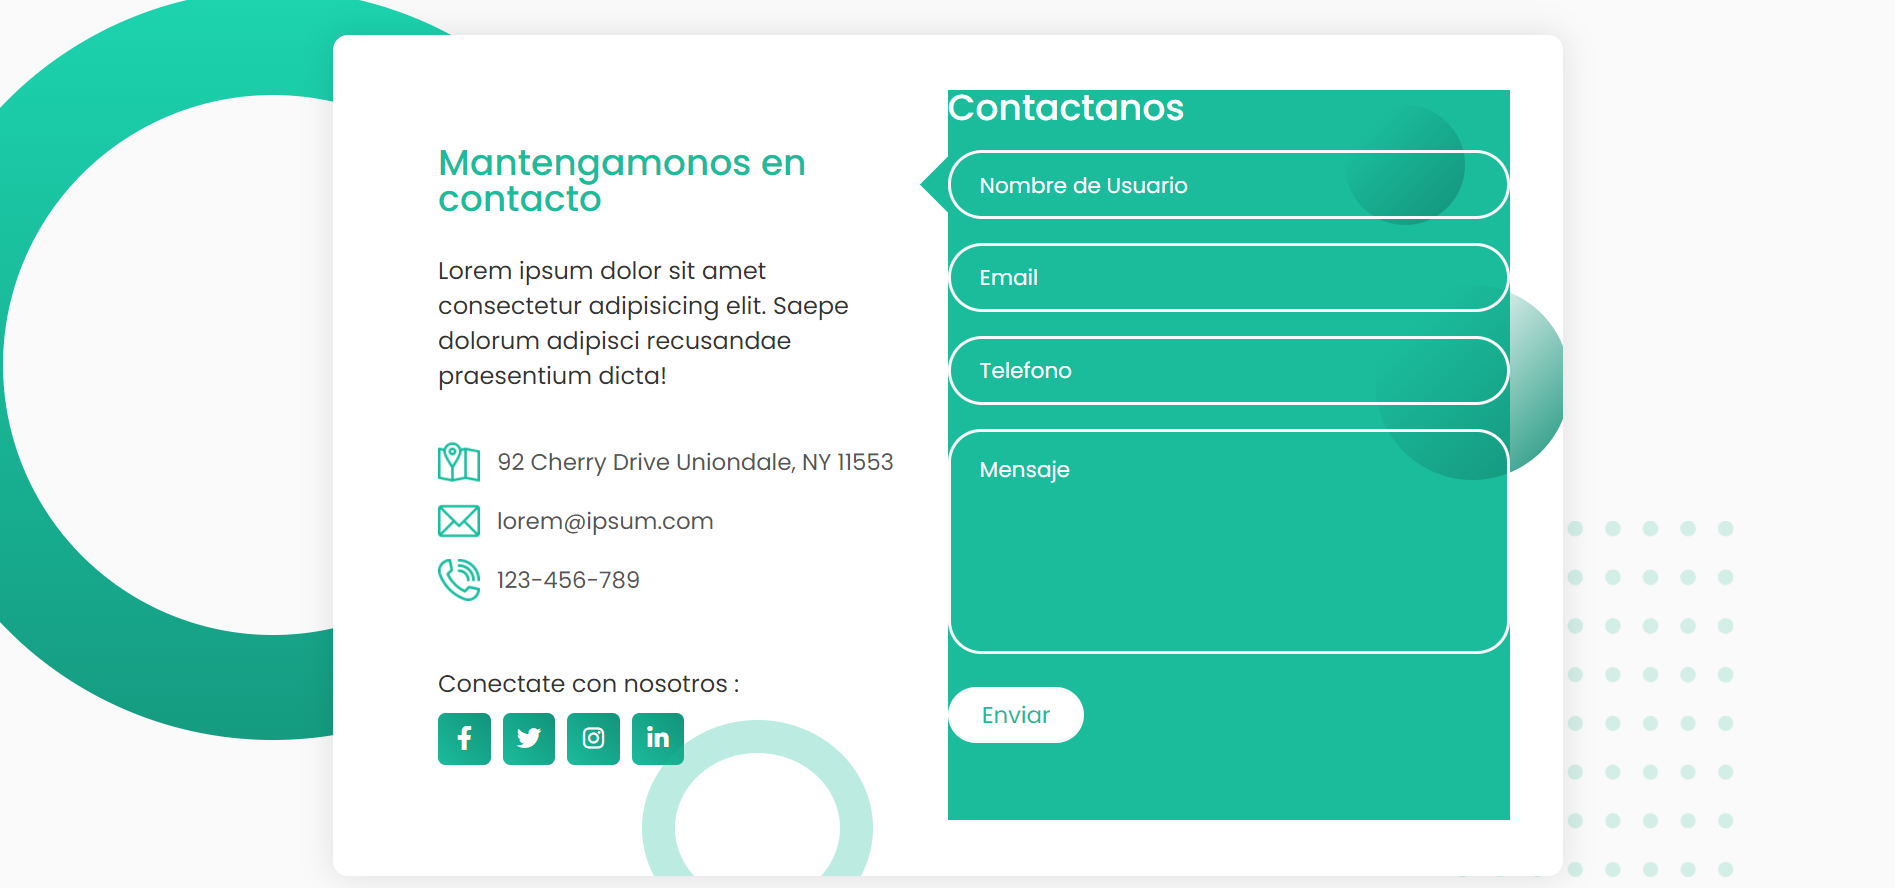 Mantengamonos en
contacto
Lorem ipsum dolor sit amet
consectetur adipisicing elit. Saepe
dolorum adipisci recusandae
praesentium dicta!
92 Cherry Drive Uniondale, NY 11553
lorem@ipsum.com
123-456-789
Conectate con nosotros :
Contactanos
Nombre de Usuario
Email
Telefono
Mensaje
Enviar